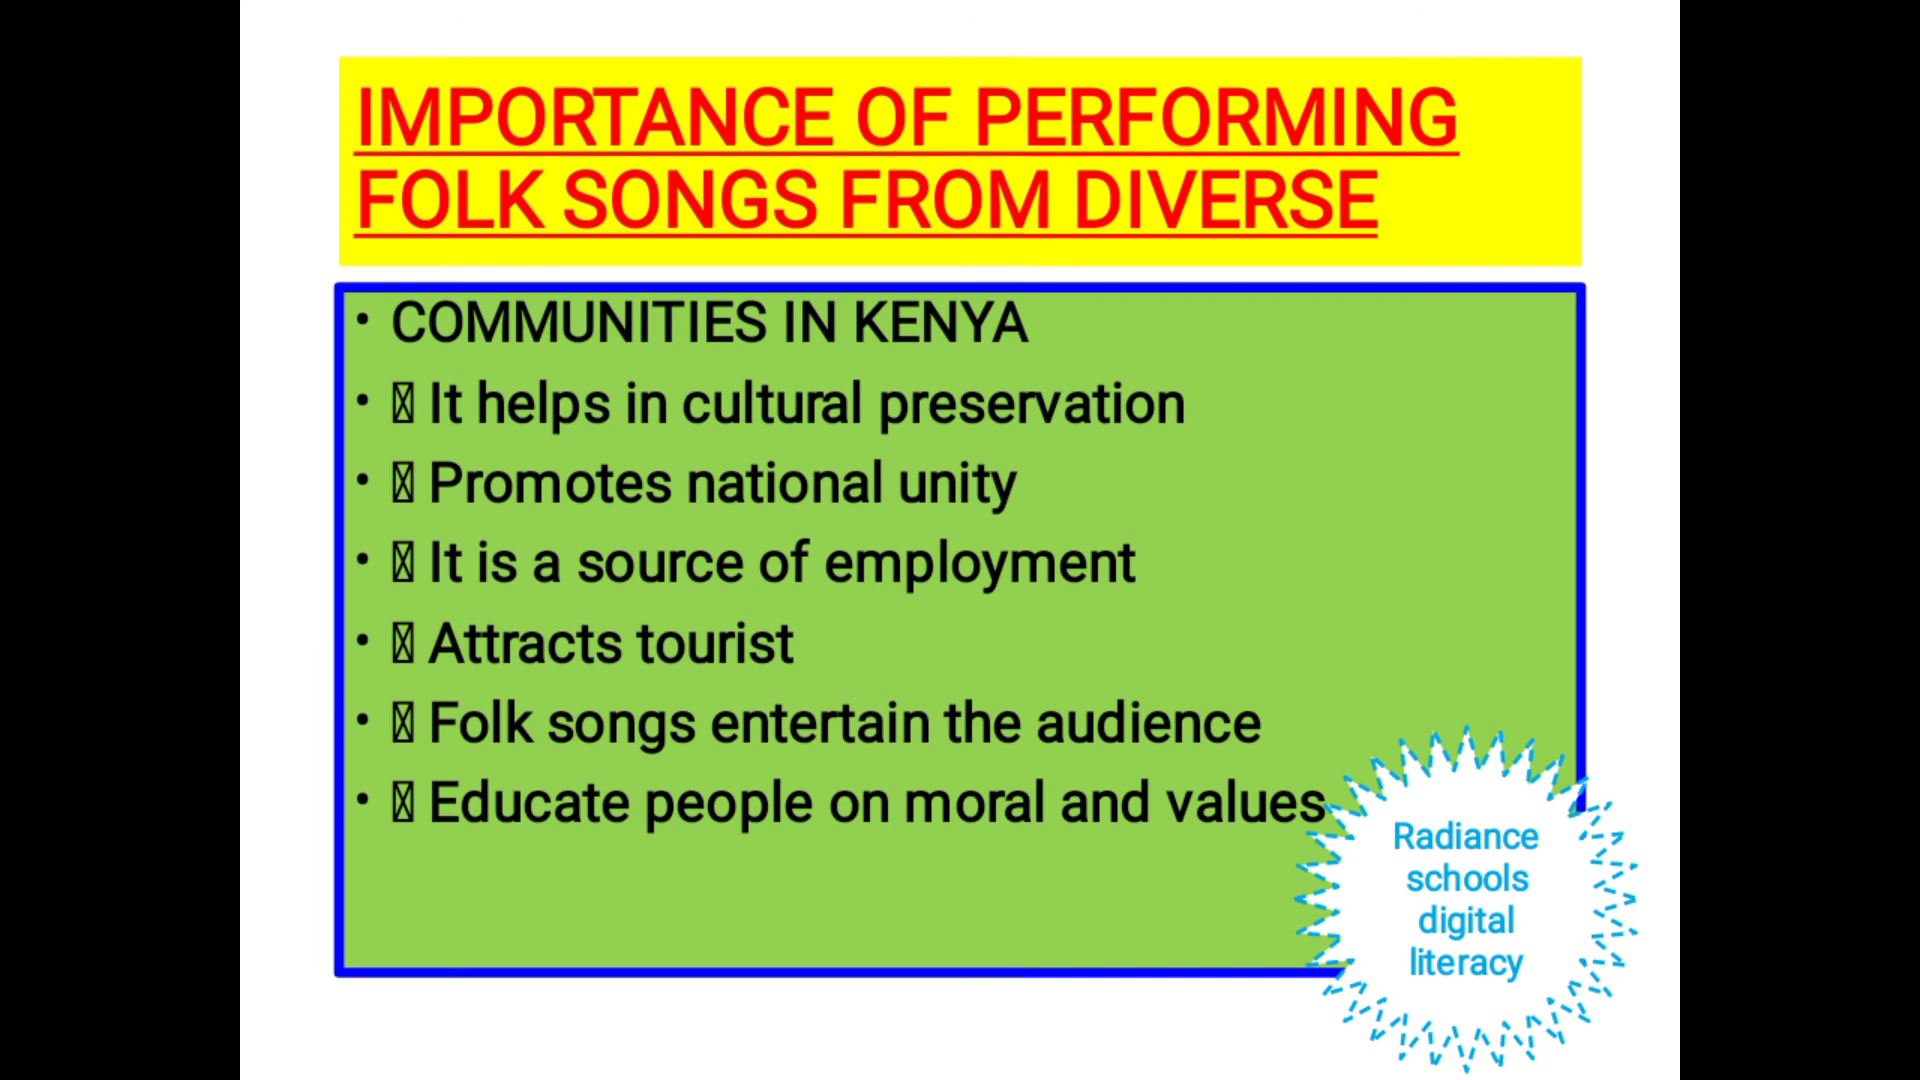 IMPORTANCE OF PERFORMING
FOLK SONGS FROM DIVERSE
• COMMUNITIES IN KENYA
• It helps in cultural preservation
• Promotes national unity
• It is a source of employment
• Attracts tourist
• Folk songs entertain the audience
• Educate people on moral and values
Radiance
schools
digital
literacy